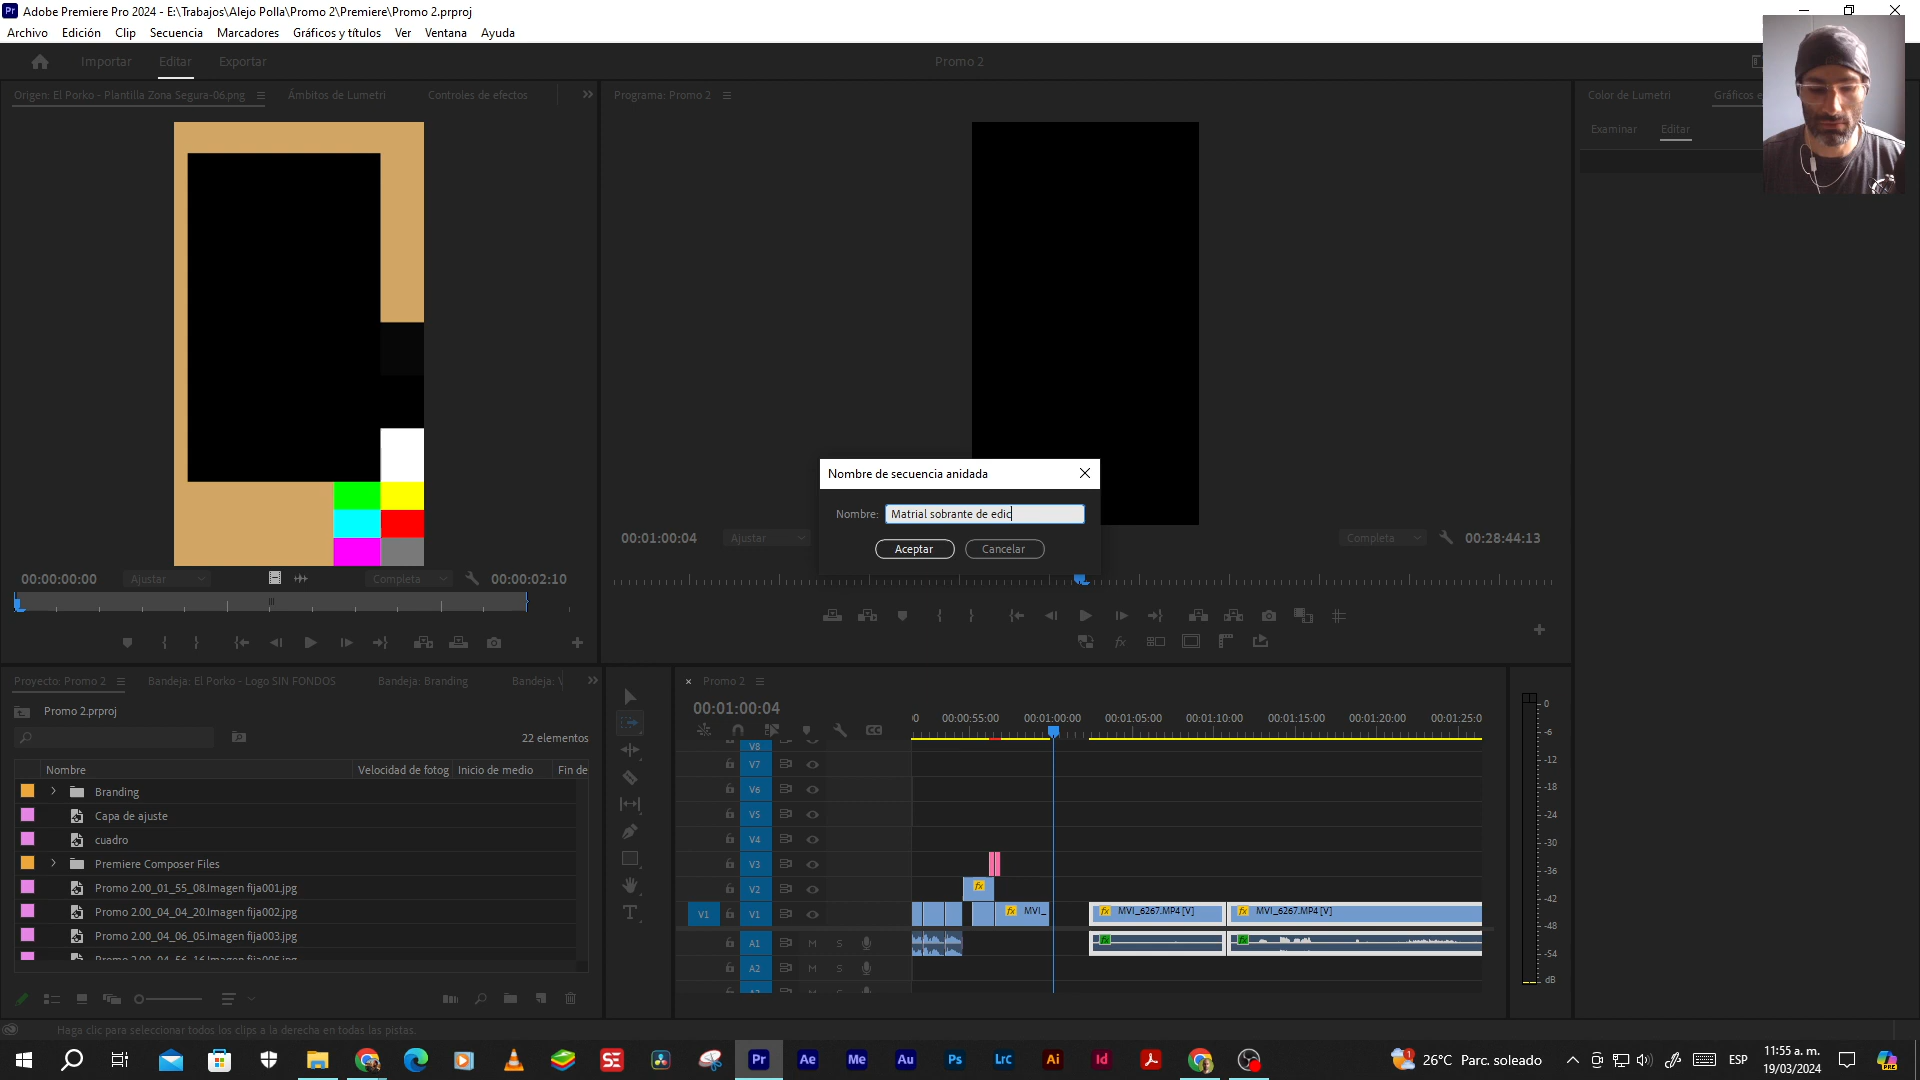 Adobe Premiere Pro 2024 - E:\Trabajos\Alejo Polla\Promo 2\Premiere\Promo 2.prproj
Archivo Edición Clip Secuencia Marcadores Gráficos y títulos Ver Ventana Ayuda
Importar Editar Exportar Promo 2
Origen: El Porko - Plantilla Zona Segura-06.png Ámbitos de Lumetri Controles de efectos
Programa: Promo 2
Color de Lumetri Gráficos e
Examinar Editar
Nombre de secuencia anidada
Nombre: Matrial sobrante de edic
Aceptar Cancelar
00:01:00:04 Ajustar Completa 00:28:44:13
00:00:00:00 Ajustar Completa 00:00:02:10
Proyecto: Promo 2 Bandeja: El Porko - Logo SIN FONDOS Bandeja: Branding Bandeja:
Promo 2.prproj
22 elementos
Nombre Velocidad de fotog Inicio de medio Fin de
Branding
Capa de ajuste
cuadro
Premiere Composer Files
Promo 2.00_01_55_08.Imagen fija001.jpg
Promo 2.00_04_04_20.Imagen fija002.jpg
Promo 2.00_04_06_05.Imagen fija003.jpg
Promo 2.00_04_56_16.Imagen fija005.jpg
Promo 2
00:01:00:04
00:00:55:00 00:01:00:00 00:01:05:00 00:01:10:00 00:01:15:00 00:01:20:00 00:01:25:0
V8
V7
V6
V5
V4
V3
V2
V1 V1 fx MVI_ fx MVI_6267.MP4 [V] fx MVI_6267.MP4 [V]
A1 M S
A2 M S
0
-6
-12
-18
-24
-30
-36
-42
-48
-54
dB
Haga clic para seleccionar todos los clips a la derecha en todas las pistas.
26°C Parc. soleado
ESP
11:55 a. m.
19/03/2024